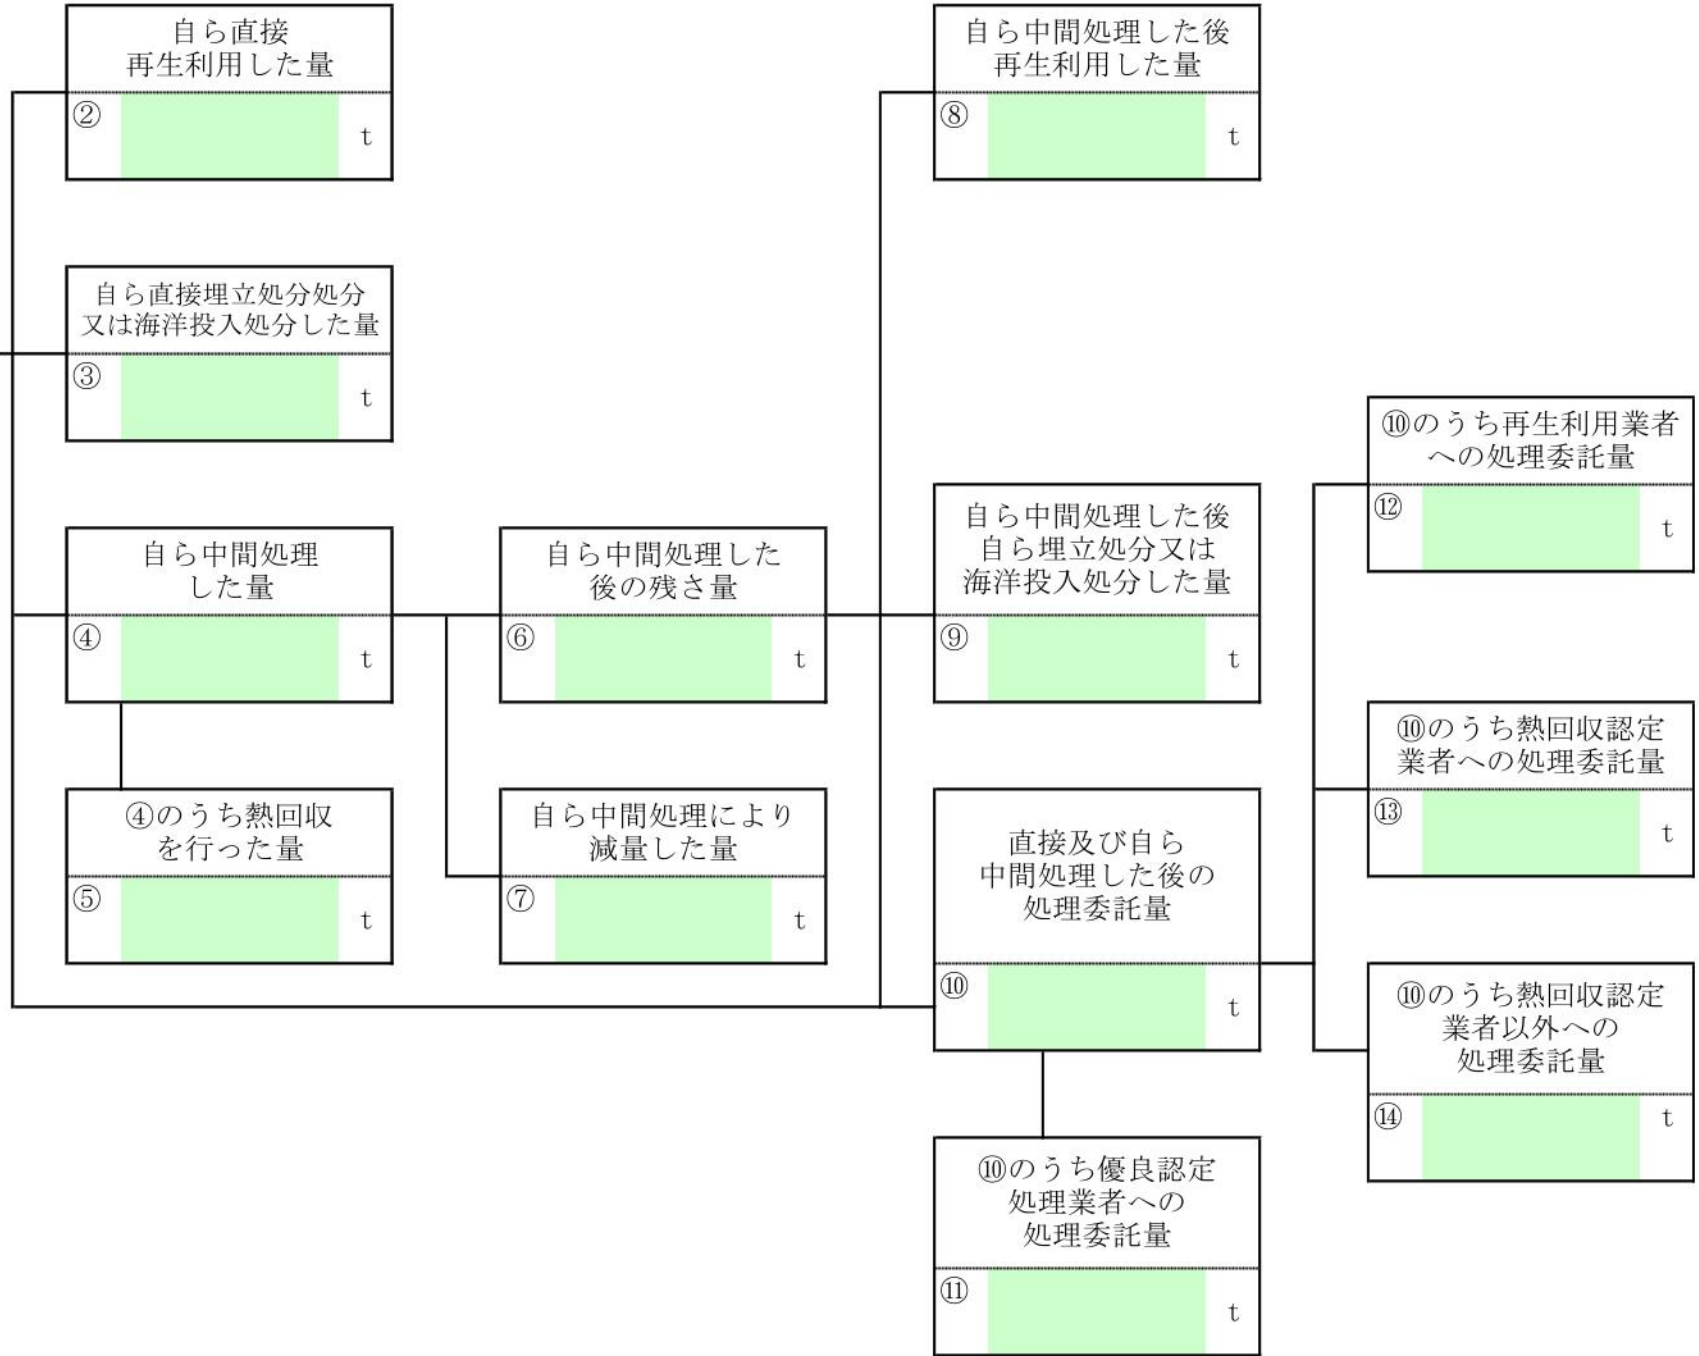 自ら直接
再生利用した量
②
t
自ら中間処理した後
再生利用した量
⑧
t
自ら直接埋立処分処分
又は海洋投入処分した量
③
t
自ら中間処理
した量
④
t
自ら中間処理した
後の残さ量
⑥
t
自ら中間処理した後
自ら埋立処分又は
海洋投入処分した量
⑨
t
⑩のうち再生利用業者
への処理委託量
⑫
t
④のうち熱回収
を行った量
⑤
t
自ら中間処理により
減量した量
⑦
t
直接及び自ら
中間処理した後の
処理委託量
⑩
t
⑩のうち熱回収認定
業者への処理委託量
⑬
t
⑩のうち熱回収認定
業者以外への
処理委託量
⑭
t
⑩のうち優良認定
処理業者への
処理委託量
⑪
t